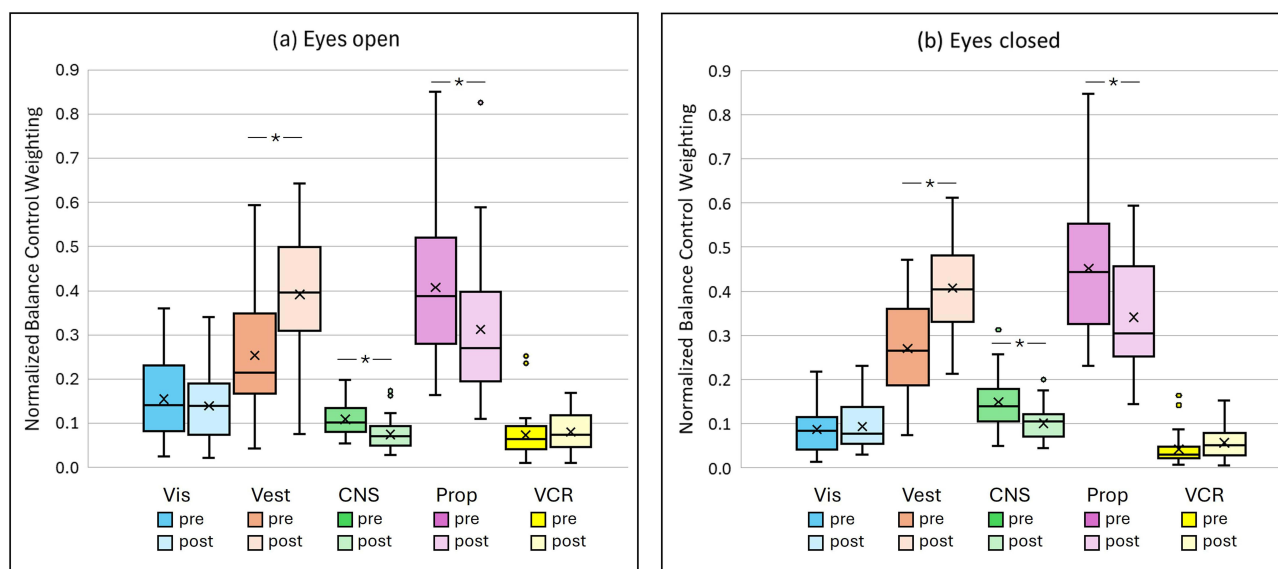 (a) Eyes open
Normalized Balance Control Weighting
0.9
0.8
0.7
0.6
0.5
0.4
0.3
0.2
0.1
0.0
*
*
*
Vis Vest CNS Prop VCR
pre pre pre pre pre
post post post post post
(b) Eyes closed
Normalized Balance Control Weighting
0.9
0.8
0.7
0.6
0.5
0.4
0.3
0.2
0.1
0.0
*
*
*
Vis Vest CNS Prop VCR
pre pre pre pre pre
post post post post post